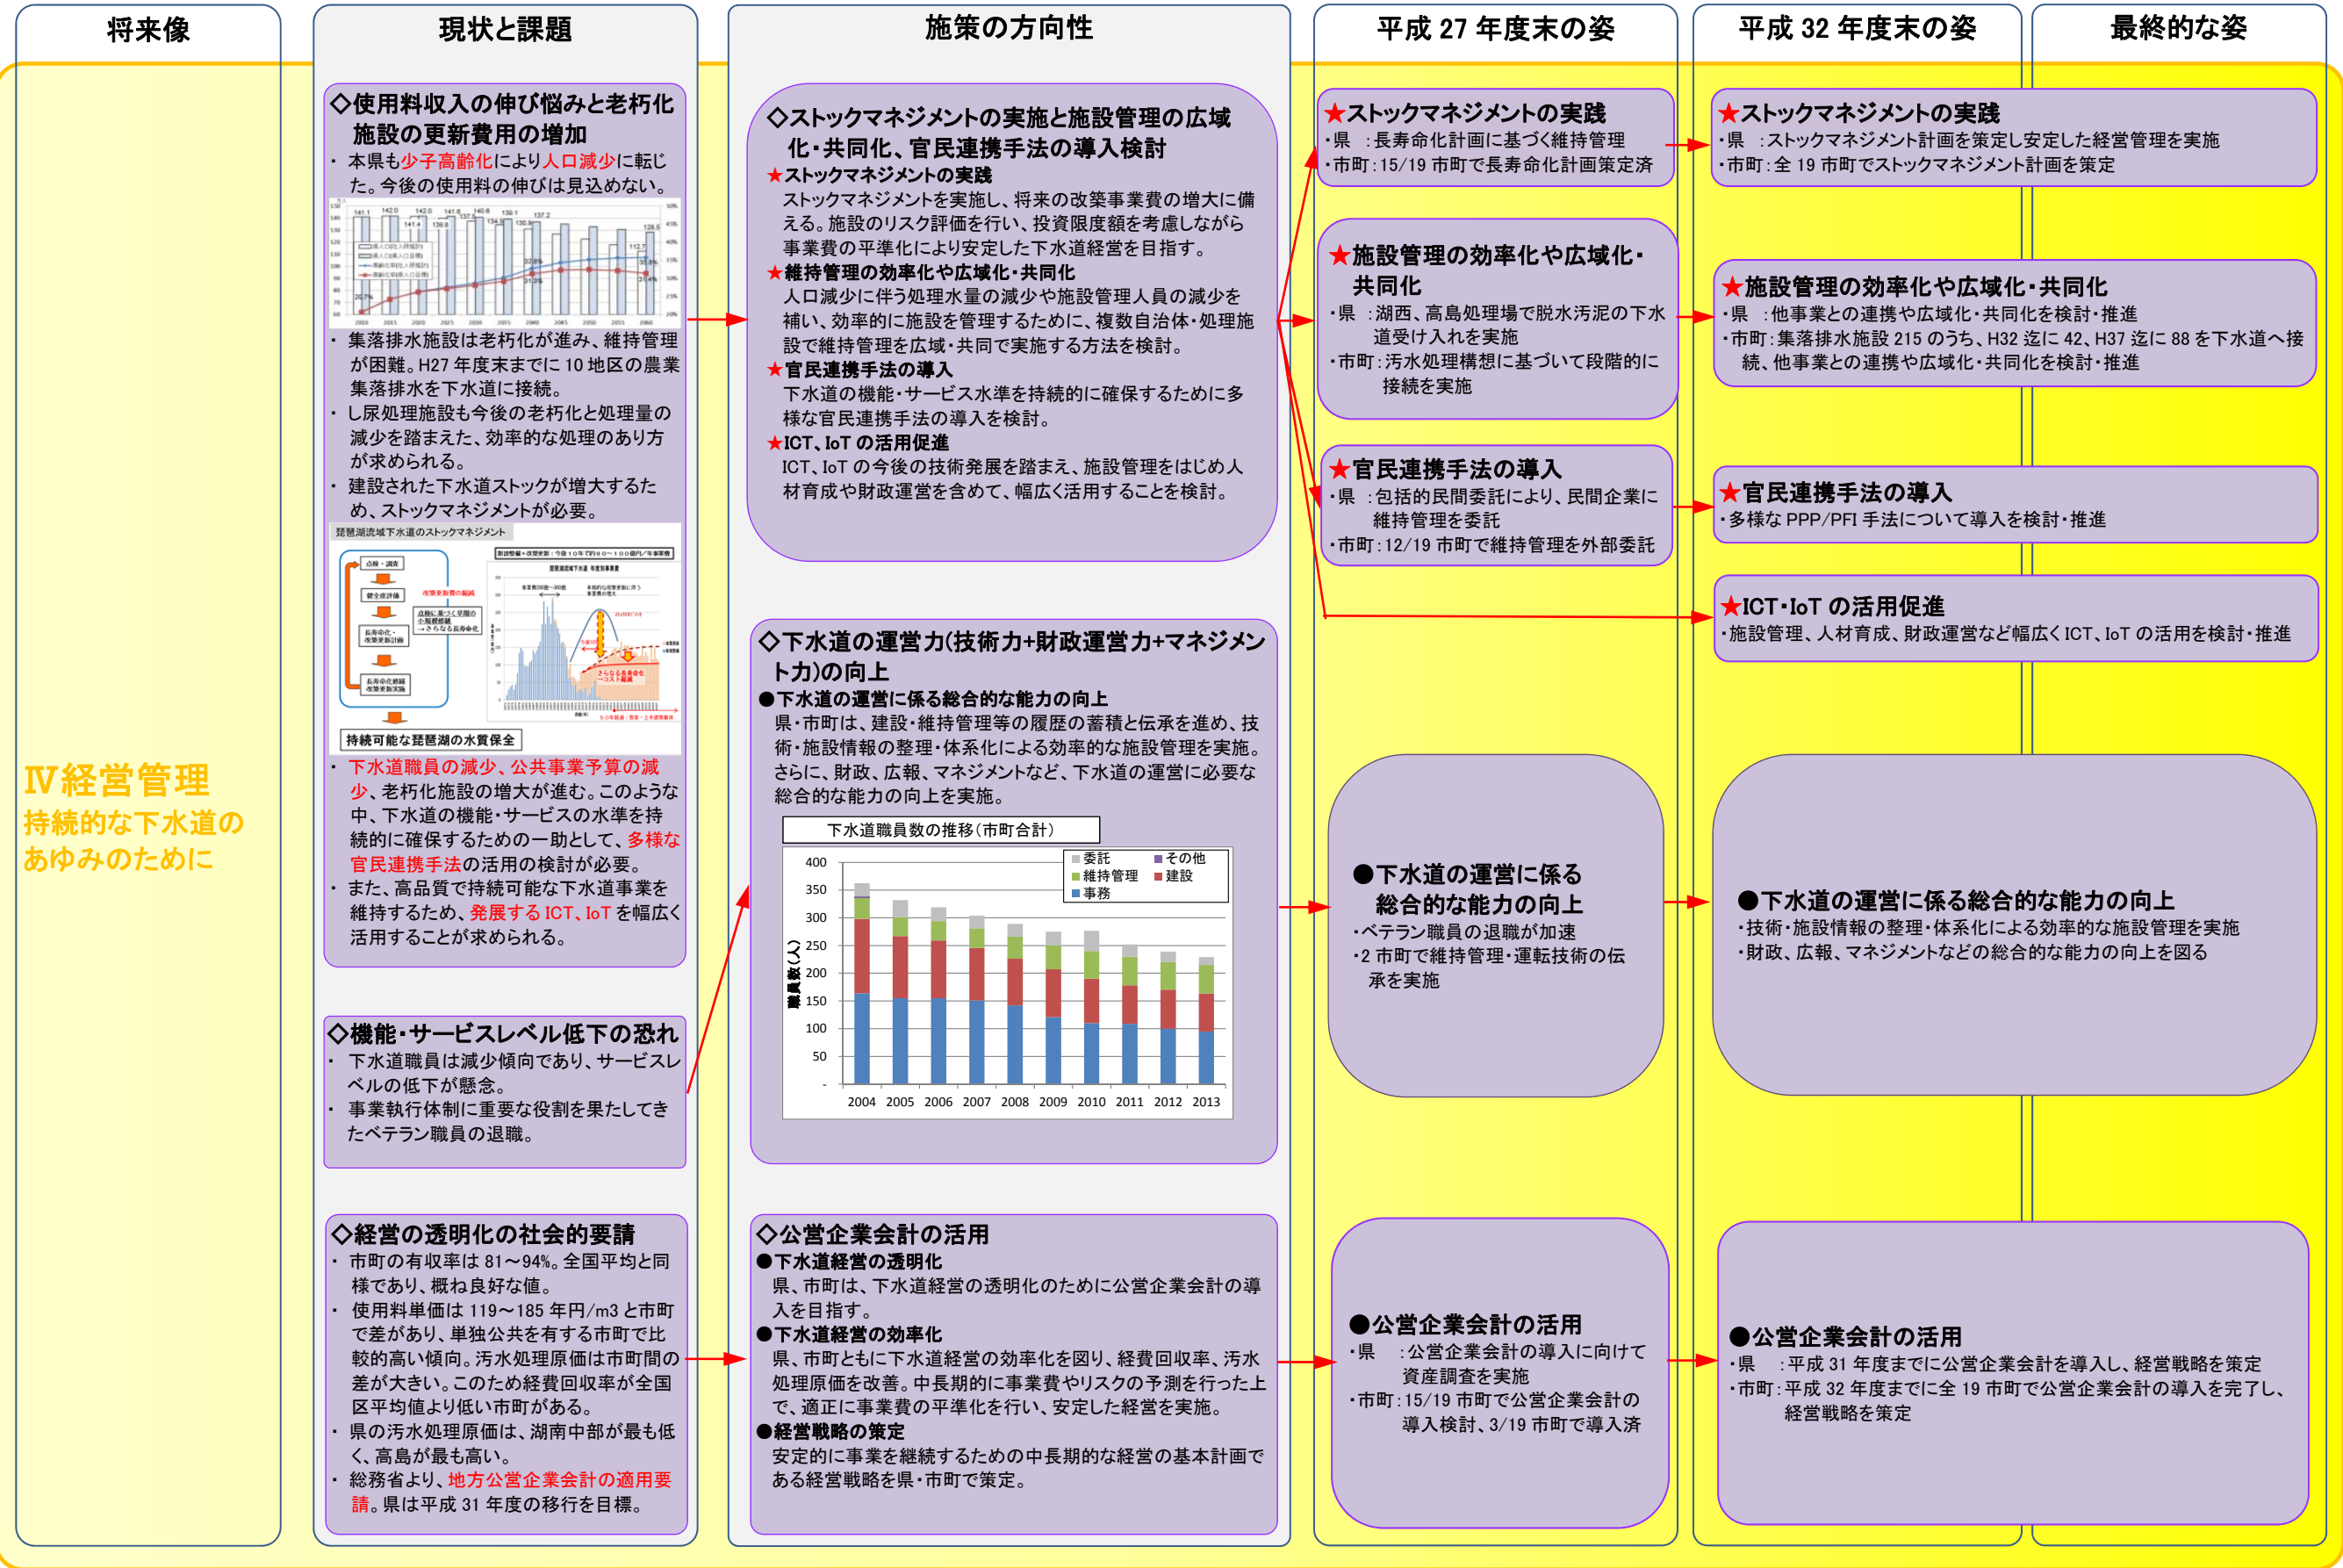 将来像
現状と課題
施策の方向性
平成 27 年度末の姿
平成 32 年度末の姿
最終的な姿
Ⅳ経営管理
持続的な下水道の
あゆみのために
◇使用料収入の伸び悩みと老朽化
施設の更新費用の増加
・ 本県も少子高齢化により人口減少に転じ
た。今後の使用料の伸びは見込めない。
141.1 142.0 142.0 141.8 140.6 139.1 137.2
・ 集落排水施設は老朽化が進み、維持管理
が困難。H27 年度末までに 10 地区の農業
集落排水を下水道に接続。
・ し尿処理施設も今後の老朽化と処理量の
減少を踏まえた、効率的な処理のあり方
が求められる。
・ 建設された下水道ストックが増大するた
め、ストックマネジメントが必要。
琵琶湖流域下水道のストックマネジメント
点検・調査
健全度評価
長寿命化・
改築更新計画
長寿命化修繕
改築更新実施
改築更新費の縮減
点検に基づく早期の
小規模修繕
→さらなる長寿命化
琵琶湖流域下水道 年度別事業費
持続可能な琵琶湖の水質保全
・ 下水道職員の減少、公共事業予算の減
少、老朽化施設の増大が進む。このような
中、下水道の機能・サービスの水準を持
続的に確保するための一助として、多様な
官民連携手法の活用の検討が必要。
・ また、高品質で持続可能な下水道事業を
維持するため、発展する ICT、IoT を幅広く
活用することが求められる。
◇機能・サービスレベル低下の恐れ
・ 下水道職員は減少傾向であり、サービスレ
ベルの低下が懸念。
・ 事業執行体制に重要な役割を果たしてき
たベテラン職員の退職。
◇経営の透明化の社会的要請
・ 市町の有収率は 81～94%。全国平均と同
様であり、概ね良好な値。
・ 使用料単価は 119～185 年円/m3 と市町
で差があり、単独公共を有する市町で比
較的高い傾向。汚水処理原価は市町間の
差が大きい。このため経費回収率が全国
区平均値より低い市町がある。
・ 県の汚水処理原価は、湖南中部が最も低
く、高島が最も高い。
・ 総務省より、地方公営企業会計の適用要
請。県は平成 31 年度の移行を目標。
◇ストックマネジメントの実施と施設管理の広域
化・共同化、官民連携手法の導入検討
★ストックマネジメントの実践
ストックマネジメントを実施し、将来の改築事業費の増大に備
える。施設のリスク評価を行い、投資限度額を考慮しながら
事業費の平準化により安定した下水道経営を目指す。
★維持管理の効率化や広域化・共同化
人口減少に伴う処理水量の減少や施設管理人員の減少を
補い、効率的に施設を管理するために、複数自治体・処理施
設で維持管理を広域・共同で実施する方法を検討。
★官民連携手法の導入
下水道の機能・サービス水準を持続的に確保するために多
様な官民連携手法の導入を検討。
★ICT、IoT の活用促進
ICT、IoT の今後の技術発展を踏まえ、施設管理をはじめ人
材育成や財政運営を含めて、幅広く活用することを検討。
◇下水道の運営力(技術力+財政運営力+マネジメン
ト力)の向上
●下水道の運営に係る総合的な能力の向上
県・市町は、建設・維持管理等の履歴の蓄積と伝承を進め、技
術・施設情報の整理・体系化による効率的な施設管理を実施。
さらに、財政、広報、マネジメントなど、下水道の運営に必要な
総合的な能力の向上を実施。
下水道職員数の推移（市町合計）
委託 その他
維持管理 建設
事務
職員数(人)
400
350
300
250
200
150
100
50
-
2004 2005 2006 2007 2008 2009 2010 2011 2012 2013
◇公営企業会計の活用
●下水道経営の透明化
県、市町は、下水道経営の透明化のために公営企業会計の導
入を目指す。
●下水道経営の効率化
県、市町ともに下水道経営の効率化を図り、経費回収率、汚水
処理原価を改善。中長期的に事業費やリスクの予測を行った上
で、適正に事業費の平準化を行い、安定した経営を実施。
●経営戦略の策定
安定的に事業を継続するための中長期的な経営の基本計画で
ある経営戦略を県・市町で策定。
★ストックマネジメントの実践
・県 ：長寿命化計画に基づく維持管理
・市町：15/19 市町で長寿命化計画策定済
★施設管理の効率化や広域化・
共同化
・県 ：湖西、高島処理場で脱水汚泥の下水
道受け入れを実施
・市町：汚水処理構想に基づいて段階的に
接続を実施
★官民連携手法の導入
・県 ：包括的民間委託により、民間企業に
維持管理を委託
・市町：12/19 市町で維持管理を外部委託
●下水道の運営に係る
総合的な能力の向上
・ベテラン職員の退職が加速
・2 市町で維持管理・運転技術の伝
承を実施
●公営企業会計の活用
・県 ：公営企業会計の導入に向けて
資産調査を実施
・市町：15/19 市町で公営企業会計の
導入検討、3/19 市町で導入済
★ストックマネジメントの実践
・県 ：ストックマネジメント計画を策定し安定した経営管理を実施
・市町：全 19 市町でストックマネジメント計画を策定
★施設管理の効率化や広域化・共同化
・県 ：他事業との連携や広域化・共同化を検討・推進
・市町：集落排水施設 215 のうち、H32 迄に 42、H37 迄に 88 を下水道へ接
続、他事業との連携や広域化・共同化を検討・推進
★官民連携手法の導入
・多様な PPP/PFI 手法について導入を検討・推進
★ICT・IoT の活用促進
・施設管理、人材育成、財政運営など幅広く ICT、IoT の活用を検討・推進
●下水道の運営に係る総合的な能力の向上
・技術・施設情報の整理・体系化による効率的な施設管理を実施
・財政、広報、マネジメントなどの総合的な能力の向上を図る
●公営企業会計の活用
・県 ：平成 31 年度までに公営企業会計を導入し、経営戦略を策定
・市町：平成 32 年度までに全 19 市町で公営企業会計の導入を完了し、
経営戦略を策定